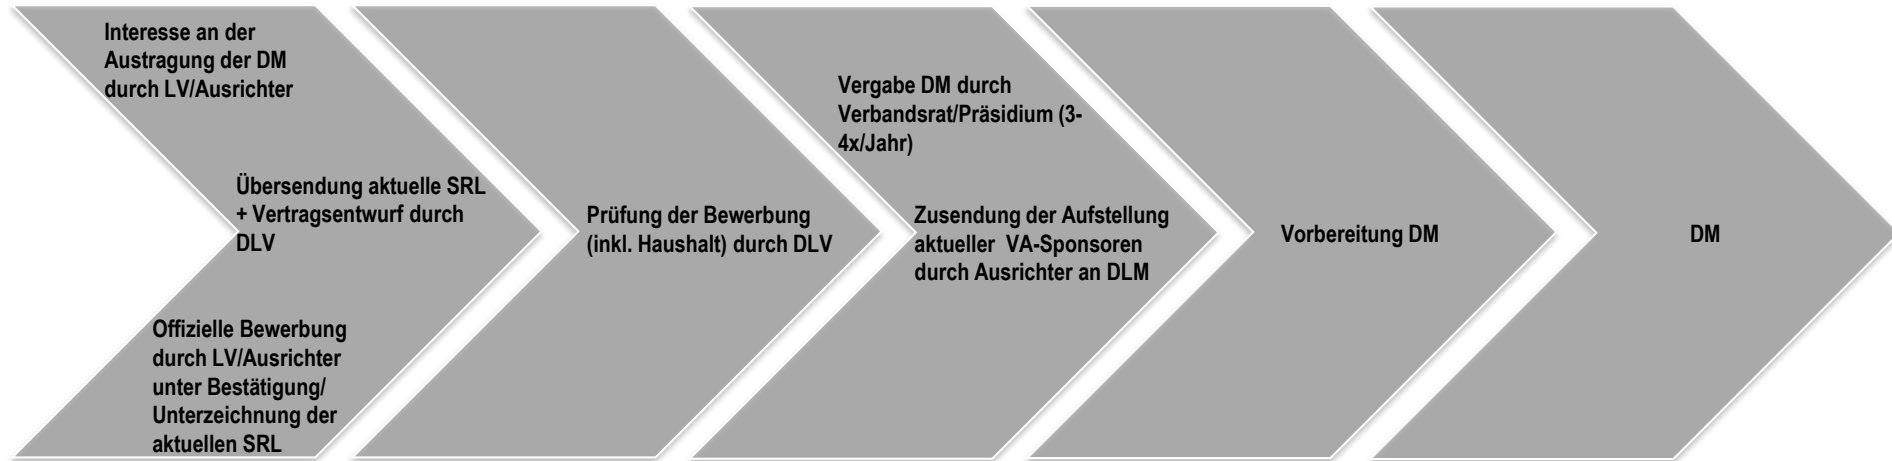 Interesse an der
Austragung der DM
durch LV/Ausrichter
Übersendung aktuelle SRL
+ Vertragsentwurf durch
DLV
Offizielle Bewerbung
durch LV/Ausrichter
unter Bestätigung/
Unterzeichnung der
aktuellen SRL
Prüfung der Bewerbung
(inkl. Haushalt) durch DLV
Vergabe DM durch
Verbandsrat/Präsidium (3-
4x/Jahr)
Zusendung der Aufstellung
aktueller VA-Sponsoren
durch Ausrichter an DLM
Vorbereitung DM
DM